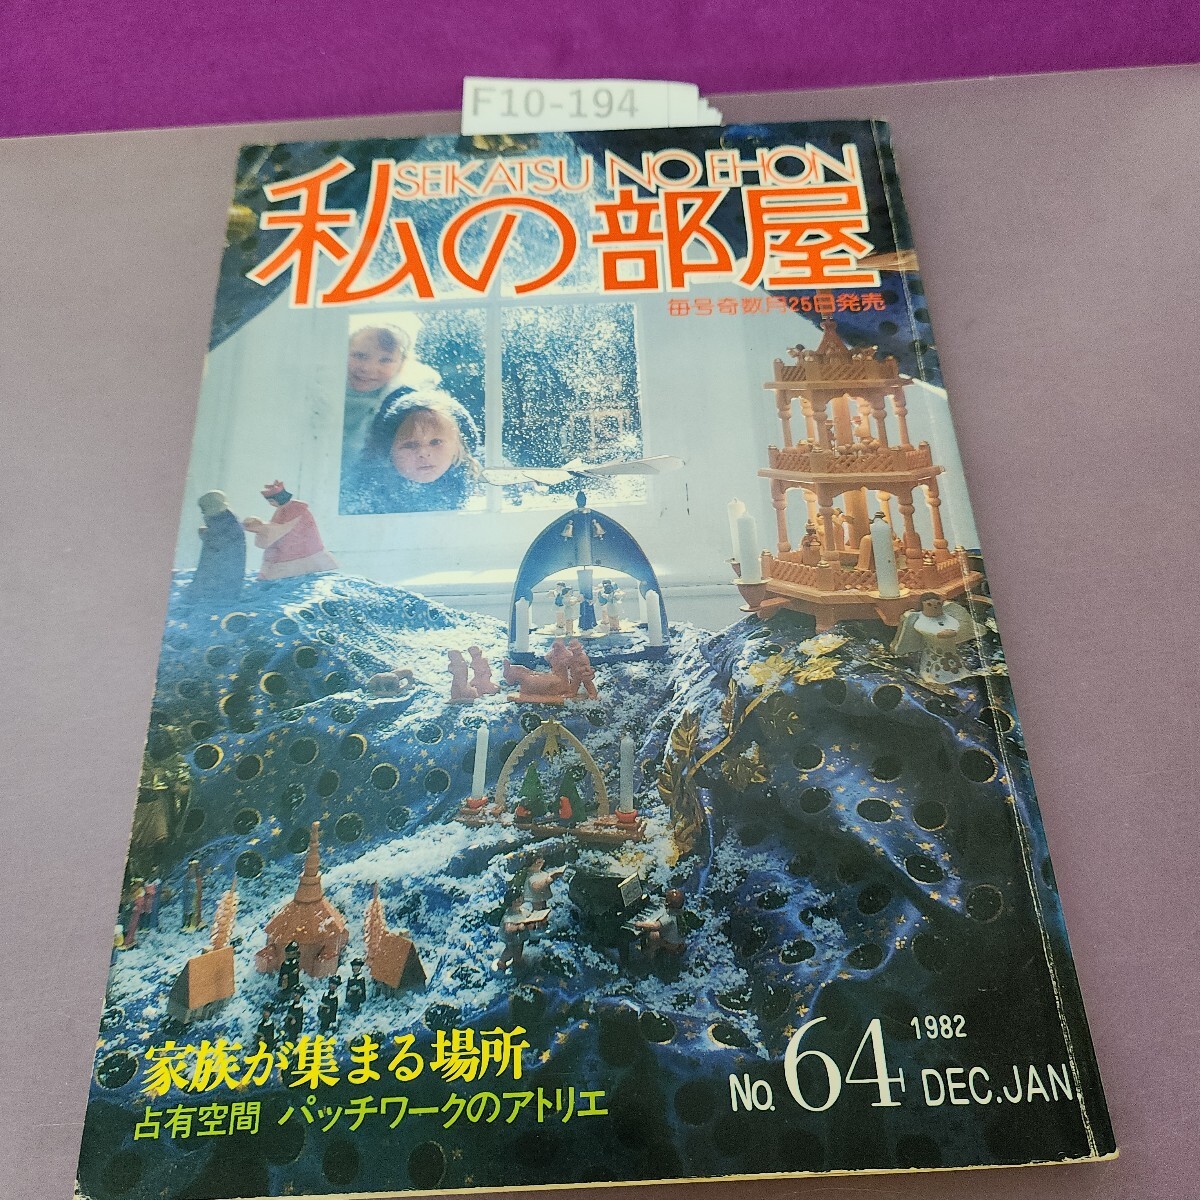 F10-194
SEIKATSU NO EHON
私の部屋
毎号奇数月25日発売
家族が集まる場所
占有空間 パッチワークのアトリエ
No. 64 1982 DEC.JAN